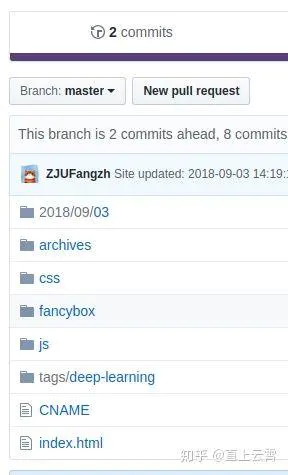 2 commits
Branch: master
New pull request
This branch is 2 commits ahead, 8 commits
ZJUFangzh Site updated: 2018-09-03 14:19:
2018/09/03
archives
css
fancybox
js
tags/deep-learning
CNAME
index.html
知乎 @直上云霄